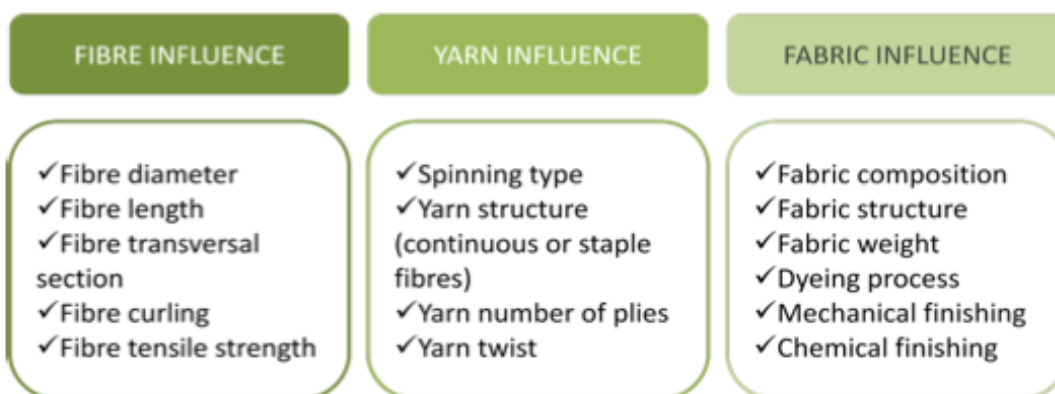 FIBRE INFLUENCE
✓Fibre diameter
✓Fibre length
✓Fibre transversal
section
✓Fibre curling
✓Fibre tensile strength
YARN INFLUENCE
✓Spinning type
✓Yarn structure
(continuous or staple
fibres)
✓Yarn number of plies
✓Yarn twist
FABRIC INFLUENCE
✓Fabric composition
✓Fabric structure
✓Fabric weight
✓Dyeing process
✓Mechanical finishing
✓Chemical finishing